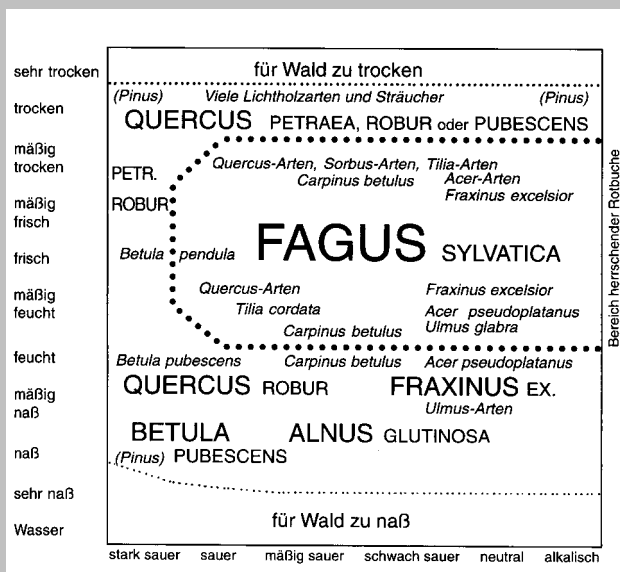 sehr trocken
für Wald zu trocken
trocken
(Pinus) Viele Lichtholzarten und Sträucher (Pinus)
QUERCUS PETRAEA, ROBUR oder PUBESCENS
mäßig
trocken
PETR.
Quercus-Arten, Sorbus-Arten, Tilia-Arten
Carpinus betulus Acer-Arten
Fraxinus excelsior
mäßig
frisch
ROBUR
frisch
Betula pendula
FAGUS SYLVATICA
mäßig
feucht
Quercus-Arten Fraxinus excelsior
Tilia cordata Acer pseudoplatanus
Carpinus betulus Ulmus glabra
Bereich herrschender Rotbuche
feucht
Betula pubescens Carpinus betulus Acer pseudoplatanus
mäßig
naß
QUERCUS ROBUR FRAXINUS EX.
Ulmus-Arten
naß
BETULA ALNUS GLUTINOSA
(Pinus) PUBESCENS
sehr naß
Wasser
für Wald zu naß
stark sauer sauer mäßig sauer schwach sauer neutral alkalisch